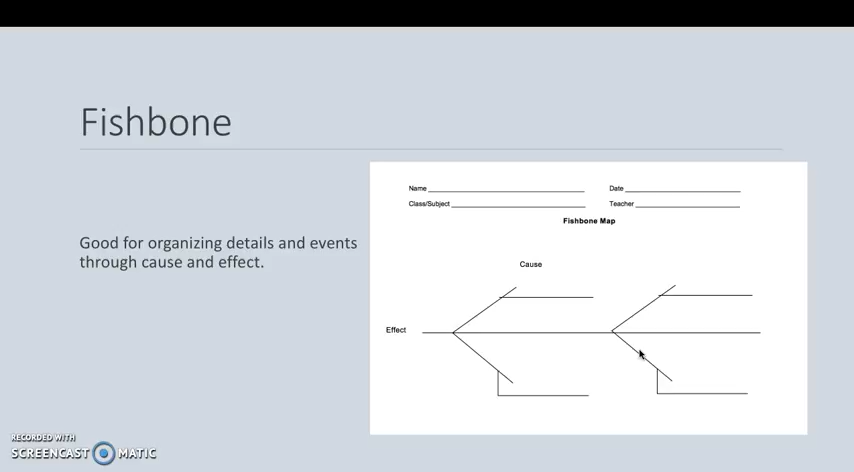 Fishbone
Good for organizing details and events
through cause and effect.
Name
Date
Class/Subject
Teacher
Fishbone Map
Cause
Effect
RECORDED WITH
SCREENCAST MATIC